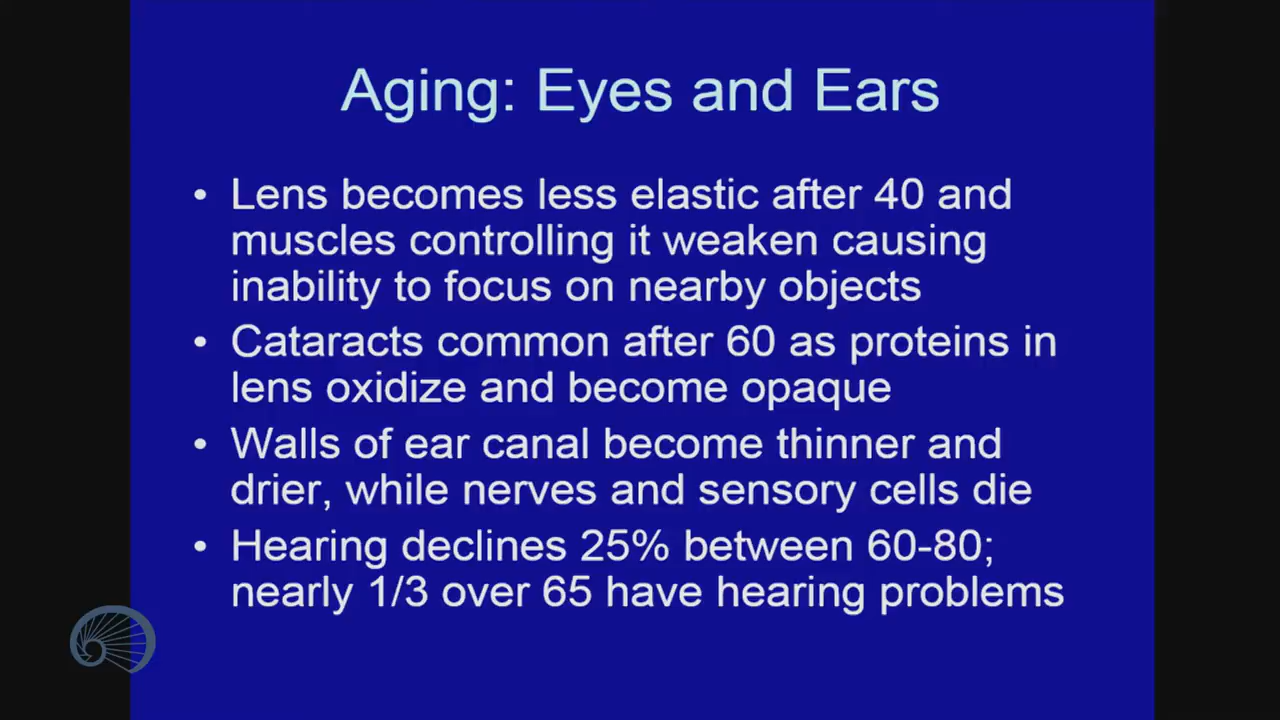 Aging: Eyes and Ears
• Lens becomes less elastic after 40 and
muscles controlling it weaken causing
inability to focus on nearby objects
• Cataracts common after 60 as proteins in
lens oxidize and become opaque
• Walls of ear canal become thinner and
drier, while nerves and sensory cells die
• Hearing declines 25% between 60-80;
nearly 1/3 over 65 have hearing problems